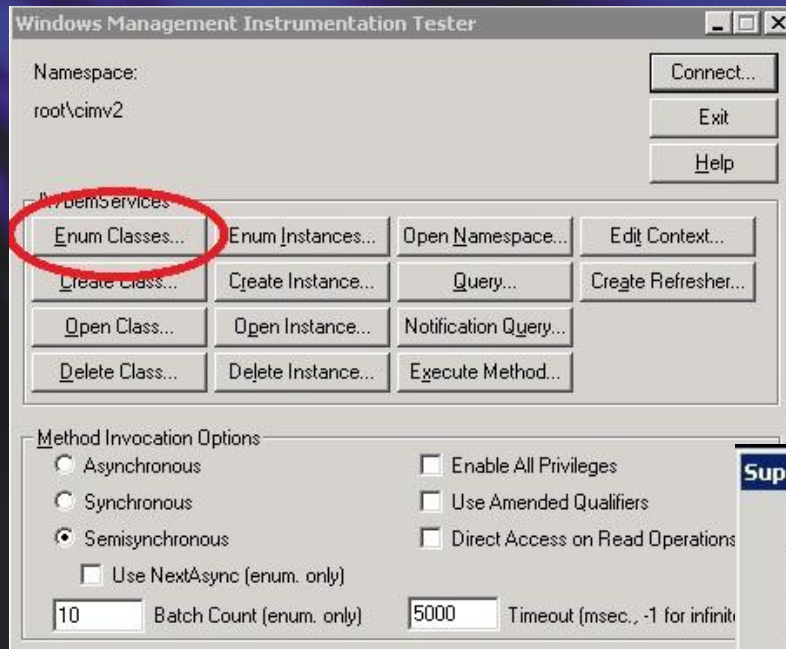 Windows Management Instrumentation Tester
Namespace:
root\cimv2
Connect...
Exit
Help
Enum Classes... Enum Instances... Open Namespace... Edit Context...
Create Class... Create Instance... Query... Create Refresher...
Open Class... Open Instance... Notification Query...
Delete Class... Delete Instance... Execute Method...
Method Invocation Options
Asynchronous Enable All Privileges
Synchronous Use Amended Qualifiers
Semisynchronous Direct Access on Read Operations
Use NextAsync (enum. only)
10 Batch Count (enum. only) 5000 Timeout (msec., -1 for infinit
Sup